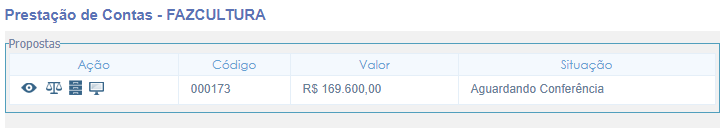 Prestação de Contas - FAZCULTURA
Propostas
Ação Código Valor Situação
000173 R$ 169.600,00 Aguardando Conferência